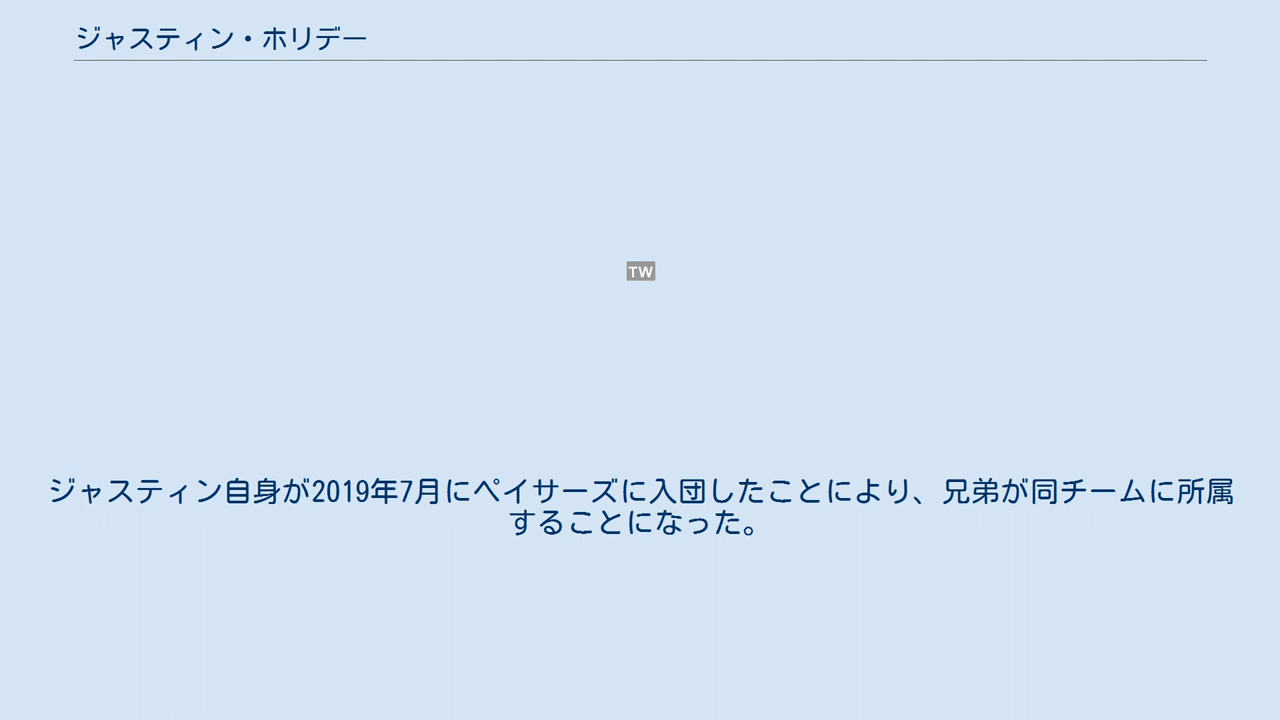 ジャスティン・ホリデー
TW
ジャスティン自身が2019年7月にペイサーズに入団したことにより、兄弟が同チームに所属
することになった。